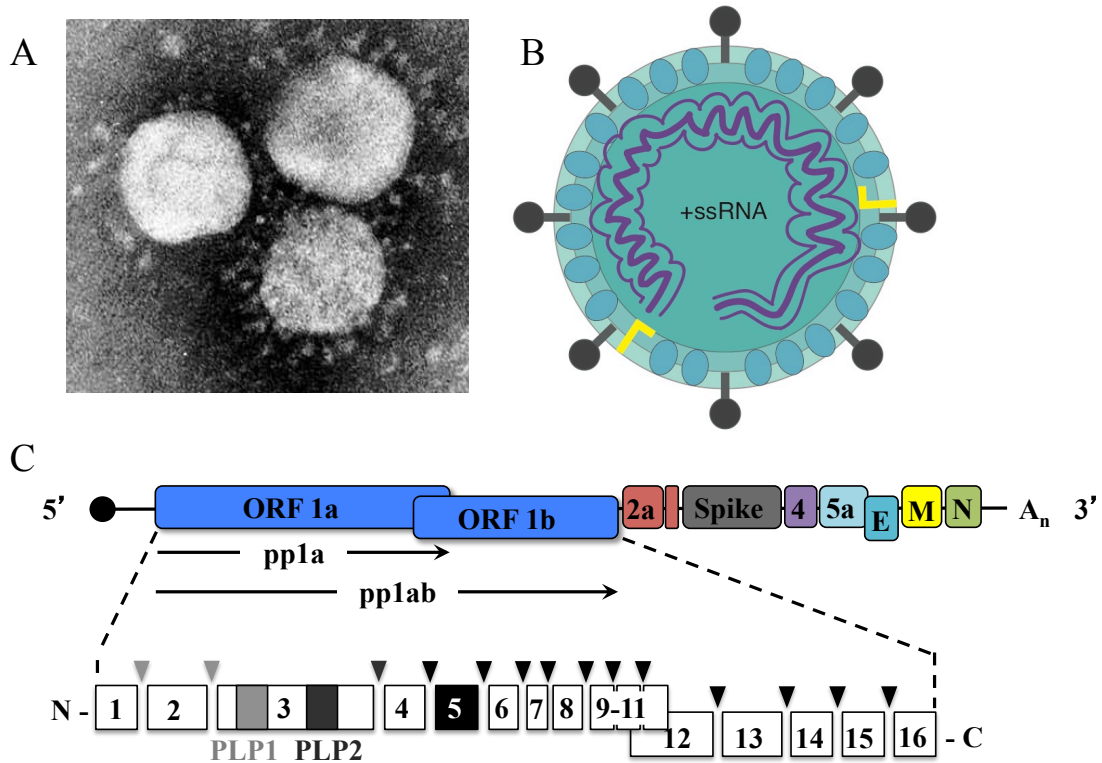 A
B
+ssRNA
C
5’ ORF 1a ORF 1b 2a Spike 4 5a E M N An 3’
pp1a
pp1ab
N - 1 2 3 4 5 6 7 8 9-11 12 13 14 15 16 - C
PLP1 PLP2